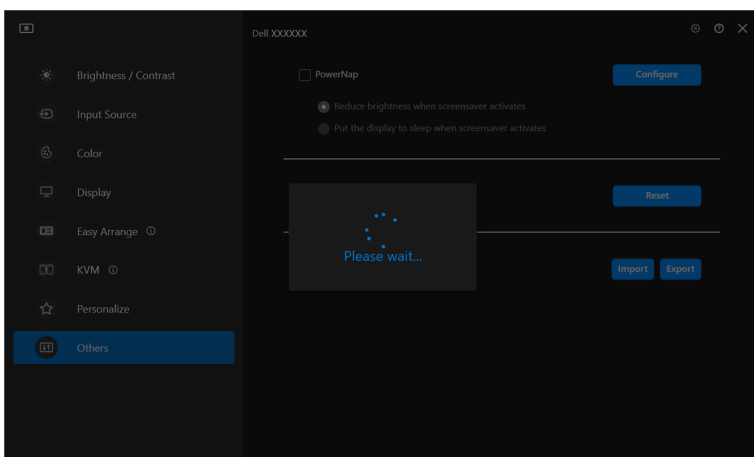 Dell XXXXXX
Brightness / Contrast
Input Source
Color
Display
Easy Arrange
KVM
Personalize
Others
PowerNap
Configure
Reduce brightness when screensaver activates
Put the display to sleep when screensaver activates
Reset
Please wait...
Import Export